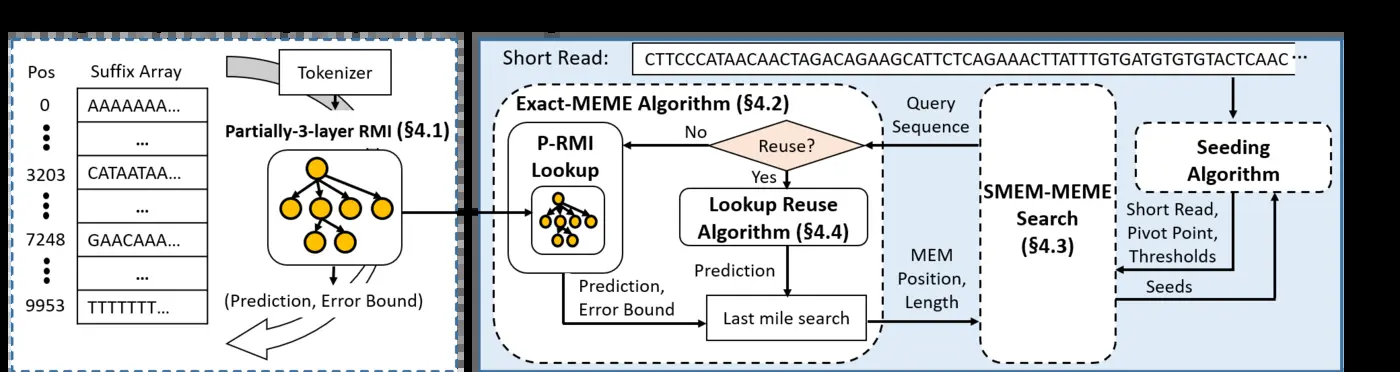 Pos
Suffix Array
0
AAAAAAA...
...
3203
CATAATAA...
...
7248
GAACAAA...
...
9953
TTTTTTT...
Tokenizer
Partially-3-layer RMI (§4.1)
(Prediction, Error Bound)
Short Read:
CTTCCCATAACAACTAGACAGAAGCATTCTCAGAAACTTATTTGTGATGTGTGTACTCAAC ...
Exact-MEME Algorithm (§4.2)
P-RMI
Lookup
No
Reuse?
Yes
Lookup Reuse
Algorithm (§4.4)
Prediction
Prediction,
Error Bound
Last mile search
Query
Sequence
MEM
Position,
Length
SMEM-MEME
Search
(§4.3)
Seeding
Algorithm
Short Read,
Pivot Point,
Thresholds
Seeds